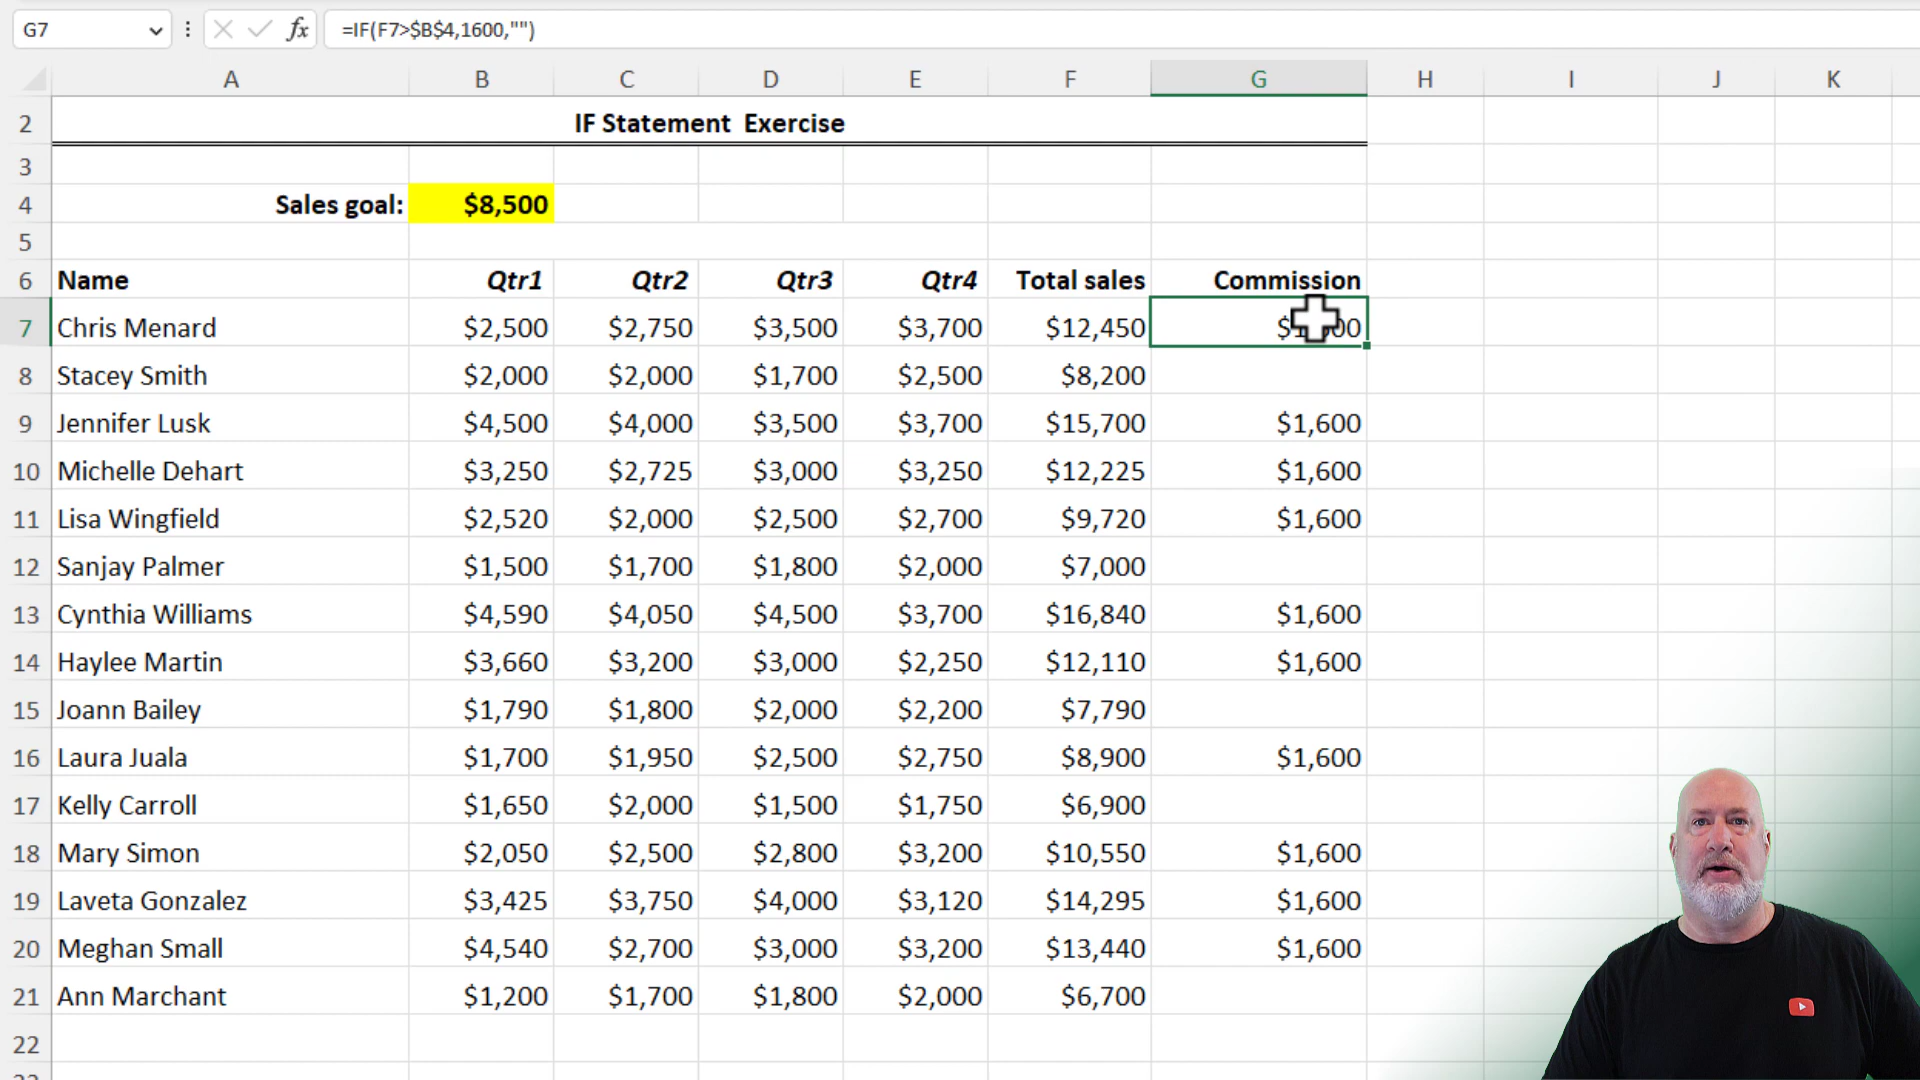 G7 fx =IF(F7>$B$4,1600,"")
A B C D E F G H I J K
2 IF Statement Exercise
3
4 Sales goal: $8,500
5
6 Name Qtr1 Qtr2 Qtr3 Qtr4 Total sales Commission
7 Chris Menard $2,500 $2,750 $3,500 $3,700 $12,450
8 Stacey Smith $2,000 $2,000 $1,700 $2,500 $8,200
9 Jennifer Lusk $4,500 $4,000 $3,500 $3,700 $15,700 $1,600
10 Michelle Dehart $3,250 $2,725 $3,000 $3,250 $12,225 $1,600
11 Lisa Wingfield $2,520 $2,000 $2,500 $2,700 $9,720 $1,600
12 Sanjay Palmer $1,500 $1,700 $1,800 $2,000 $7,000
13 Cynthia Williams $4,590 $4,050 $4,500 $3,700 $16,840 $1,600
14 Haylee Martin $3,660 $3,200 $3,000 $2,250 $12,110 $1,600
15 Joann Bailey $1,790 $1,800 $2,000 $2,200 $7,790
16 Laura Juala $1,700 $1,950 $2,500 $2,750 $8,900 $1,600
17 Kelly Carroll $1,650 $2,000 $1,500 $1,750 $6,900
18 Mary Simon $2,050 $2,500 $2,800 $3,200 $10,550 $1,600
19 Laveta Gonzalez $3,425 $3,750 $4,000 $3,120 $14,295 $1,600
20 Meghan Small $4,540 $2,700 $3,000 $3,200 $13,440 $1,600
21 Ann Marchant $1,200 $1,700 $1,800 $2,000 $6,700
22